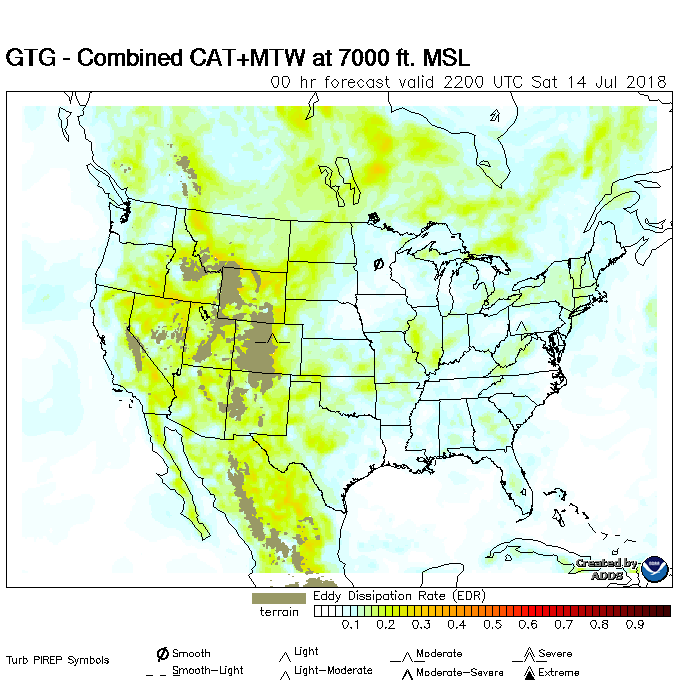 GTG - Combined CAT+MTW at 7000 ft. MSL
00 hr forecast valid 2200 UTC Sat 14 Jul 2018
Created by
ADDS
Eddy Dissipation Rate (EDR)
terrain
0.1 0.2 0.3 0.4 0.5 0.6 0.7 0.8 0.9
Turb PIREP Symbols
Smooth Light Moderate Severe
Smooth-Light Light-Moderate Moderate-Severe Extreme